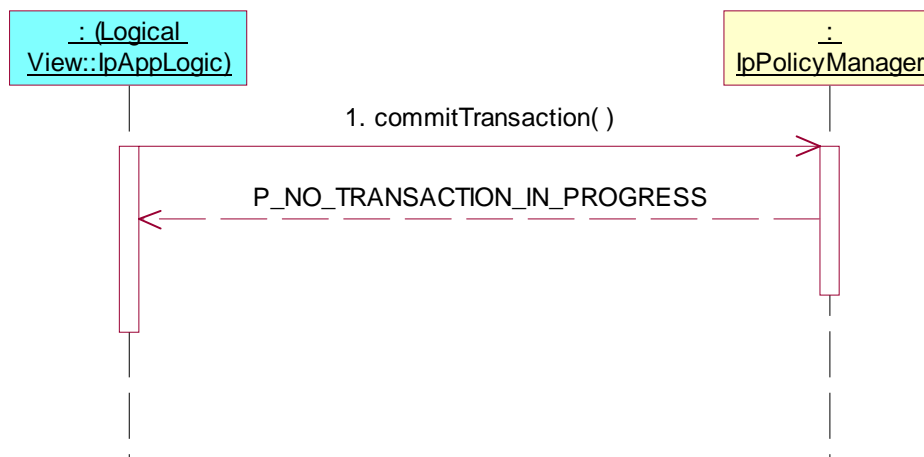 : (Logical
View::IpAppLogic)
:
IpPolicyManager
1. commitTransaction( )
P_NO_TRANSACTION_IN_PROGRESS